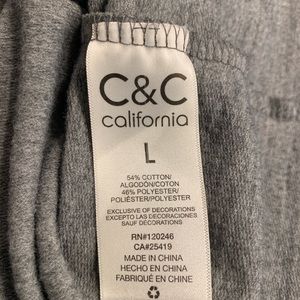 C&C
california
L
54% COTTON/
ALGODÓN/COTON
46% POLYESTER/
POLIÉSTER/POLYESTER
EXCLUSIVE OF DECORATIONS
EXCEPTO LAS DECORACIONES
SAUF DECORATIONS
RN#120246
CA#25419
MADE IN CHINA
HECHO EN CHINA
FABRIQUÉ EN CHINE